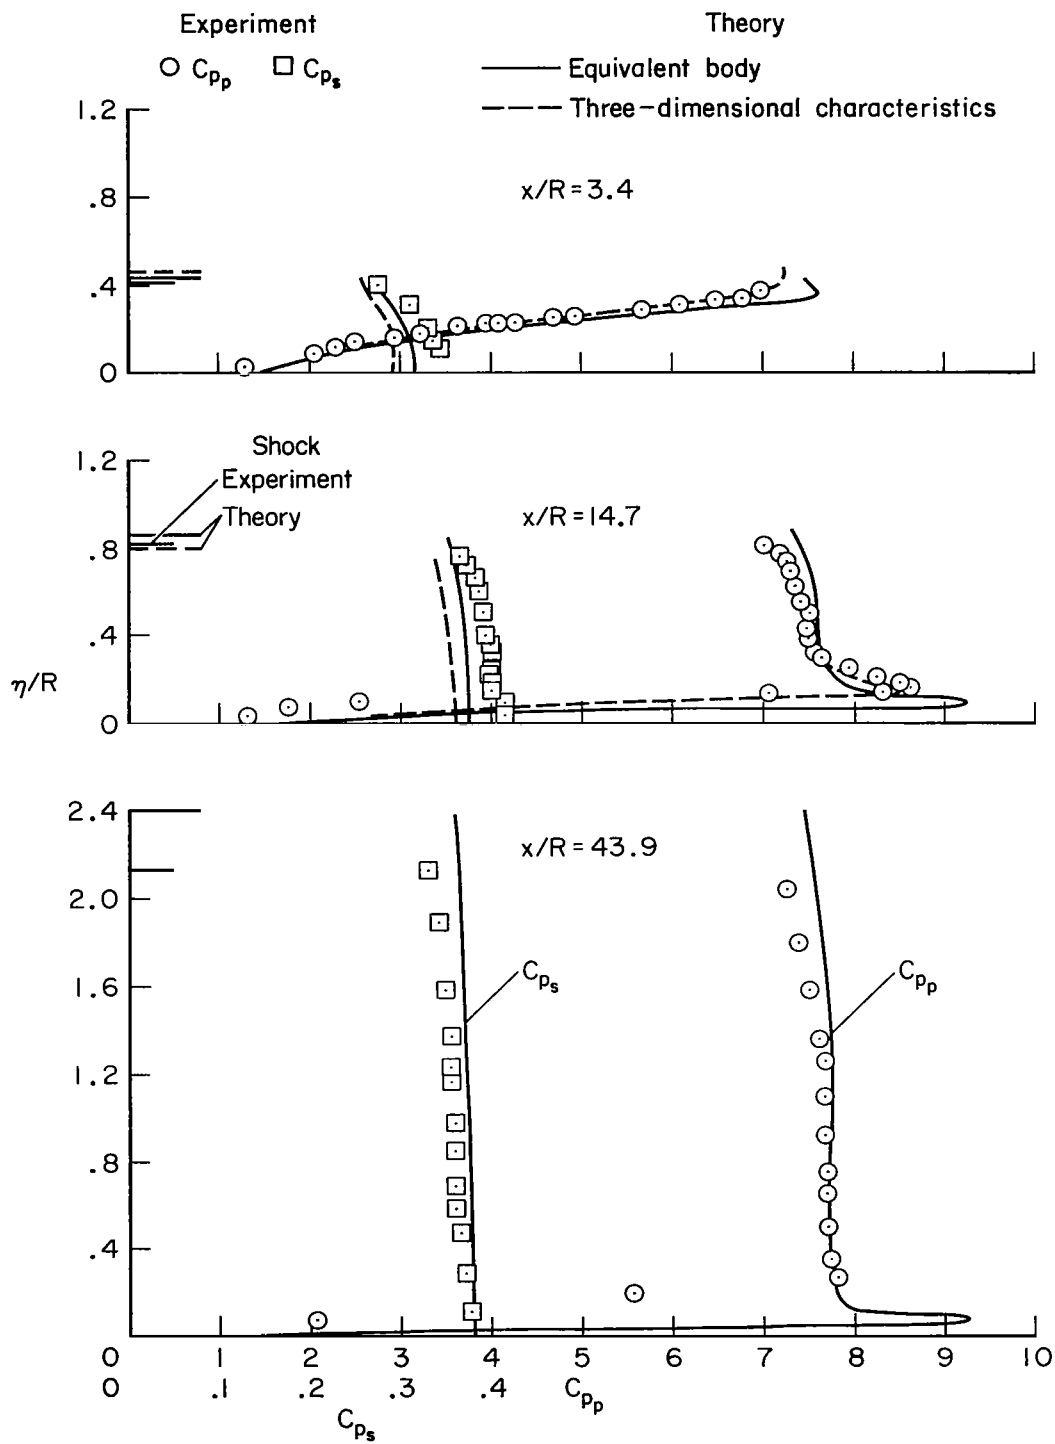 Experiment
Theory
○ Cpp □ Cps
Equivalent body
Three-dimensional characteristics
1.2
.8
.4
0
x/R = 3.4
1.2
.8
.4
0
Shock
Experiment
Theory
x/R = 14.7
η/R
2.4
2.0
1.6
1.2
.8
.4
x/R = 43.9
Cps
Cpp
0 1 2 3 4 5 6 7 8 9 10
0 .1 .2 .3 .4
Cpp
Cps